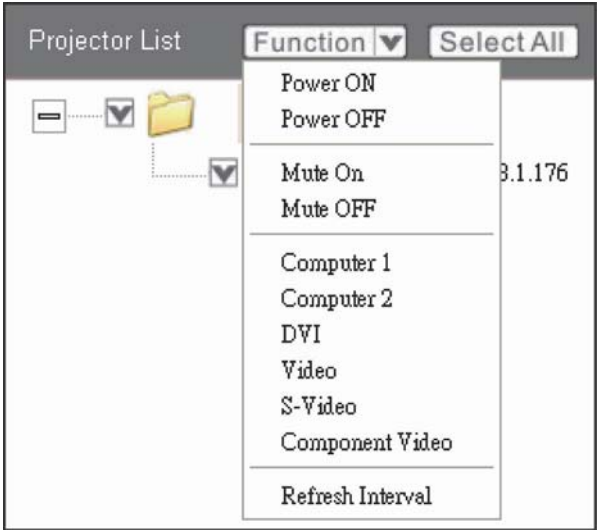 Projector List Function Select All
Power ON
Power OFF
Mute On 3.1.176
Mute OFF
Computer 1
Computer 2
DVI
Video
S-Video
Component Video
Refresh Interval